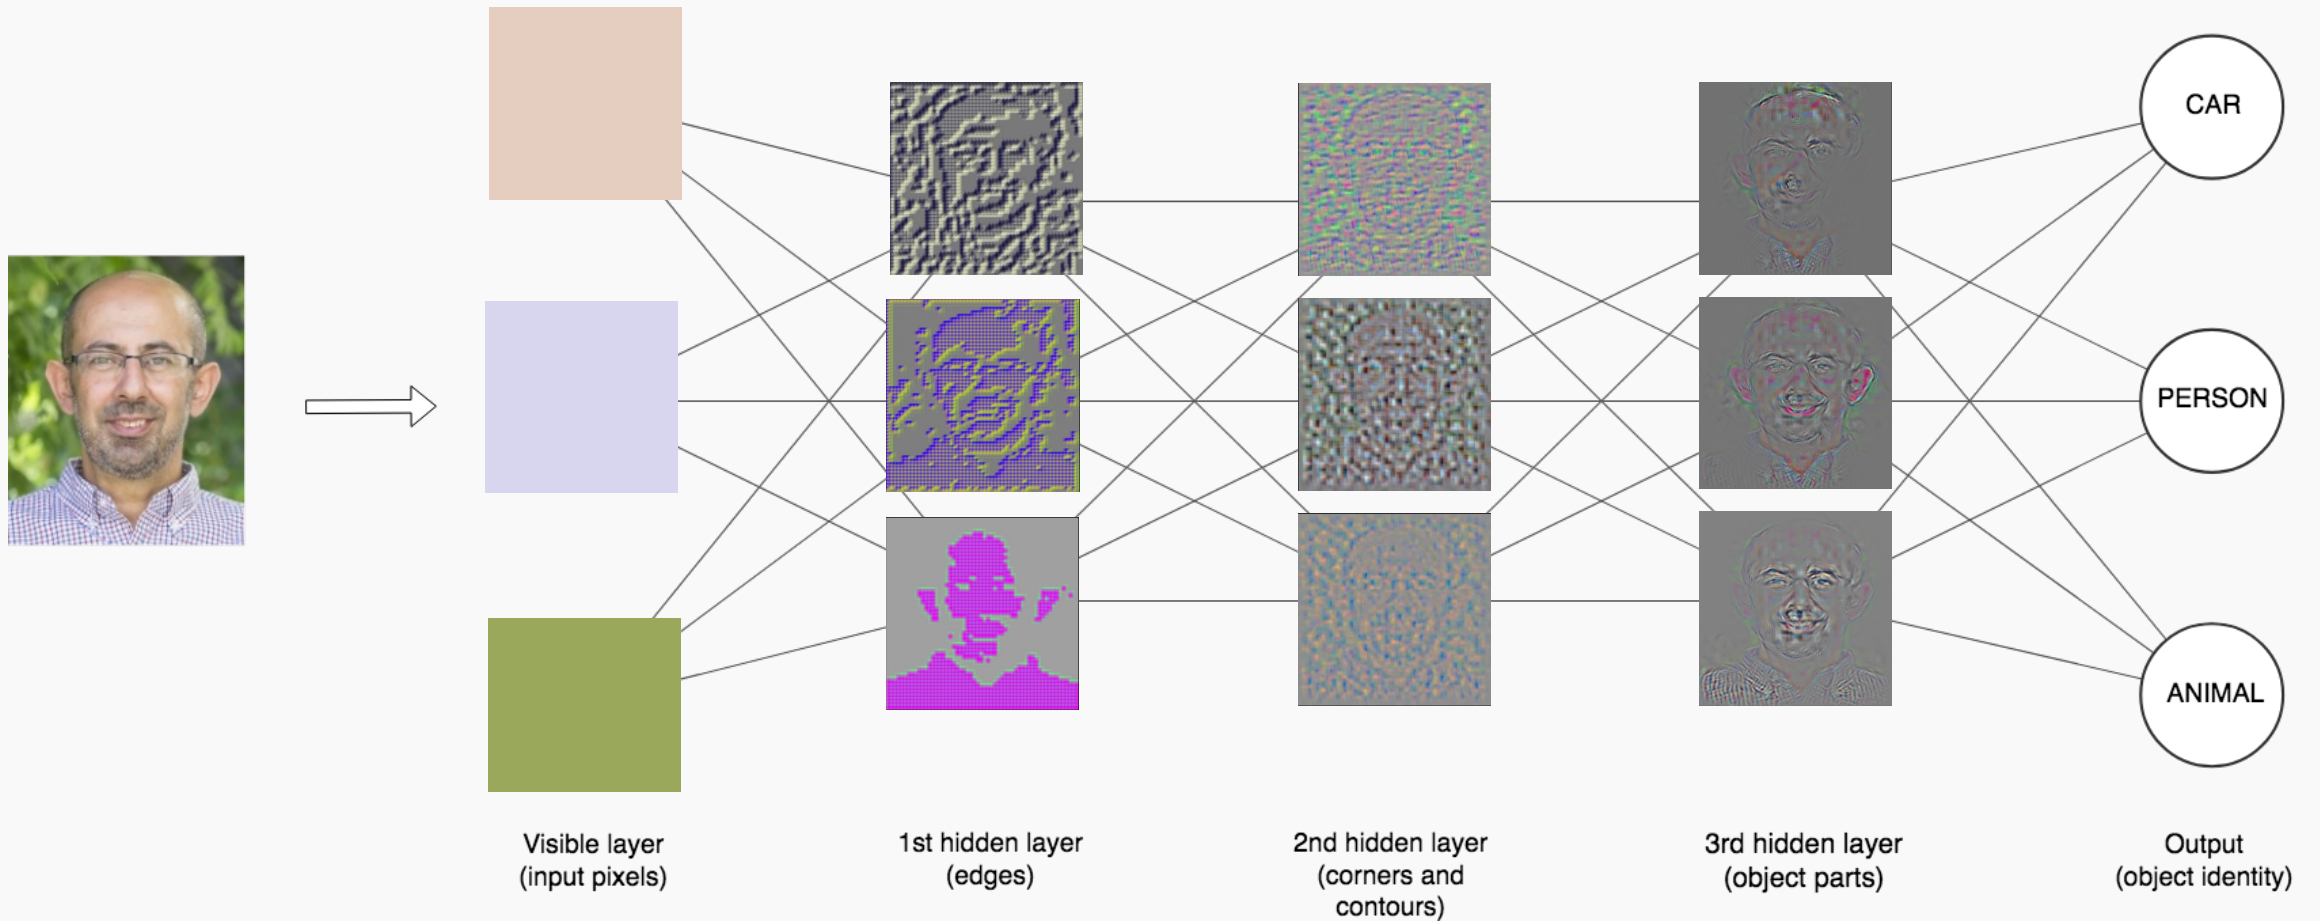 CAR
PERSON
ANIMAL
Visible layer
(input pixels)
1st hidden layer
(edges)
2nd hidden layer
(corners and
contours)
3rd hidden layer
(object parts)
Output
(object identity)